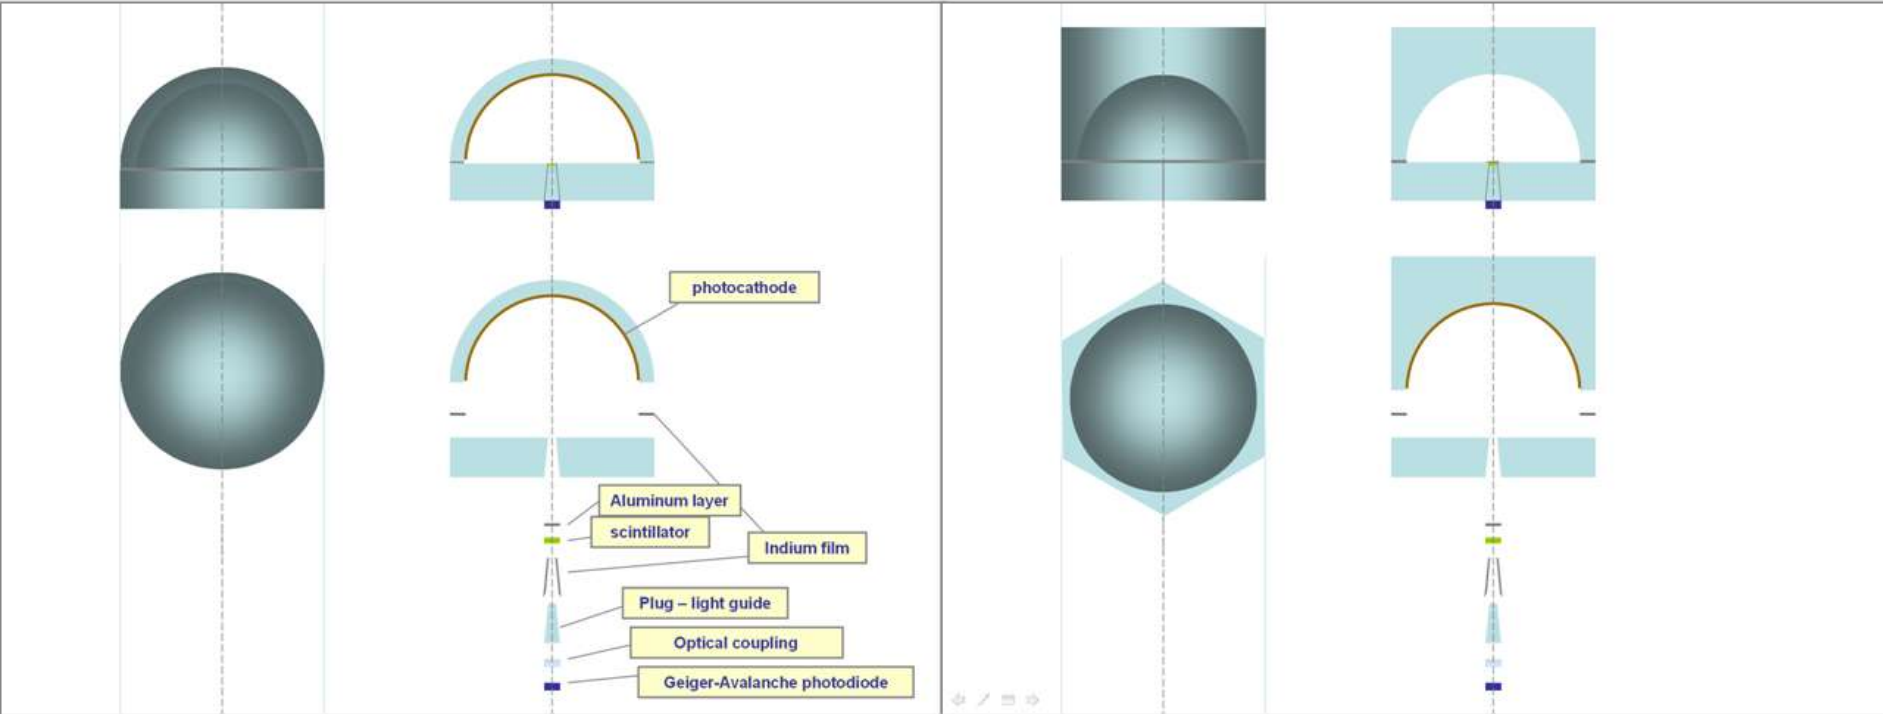 photocathode
Aluminum layer
scintillator
Indium film
Plug – light guide
Optical coupling
Geiger-Avalanche photodiode